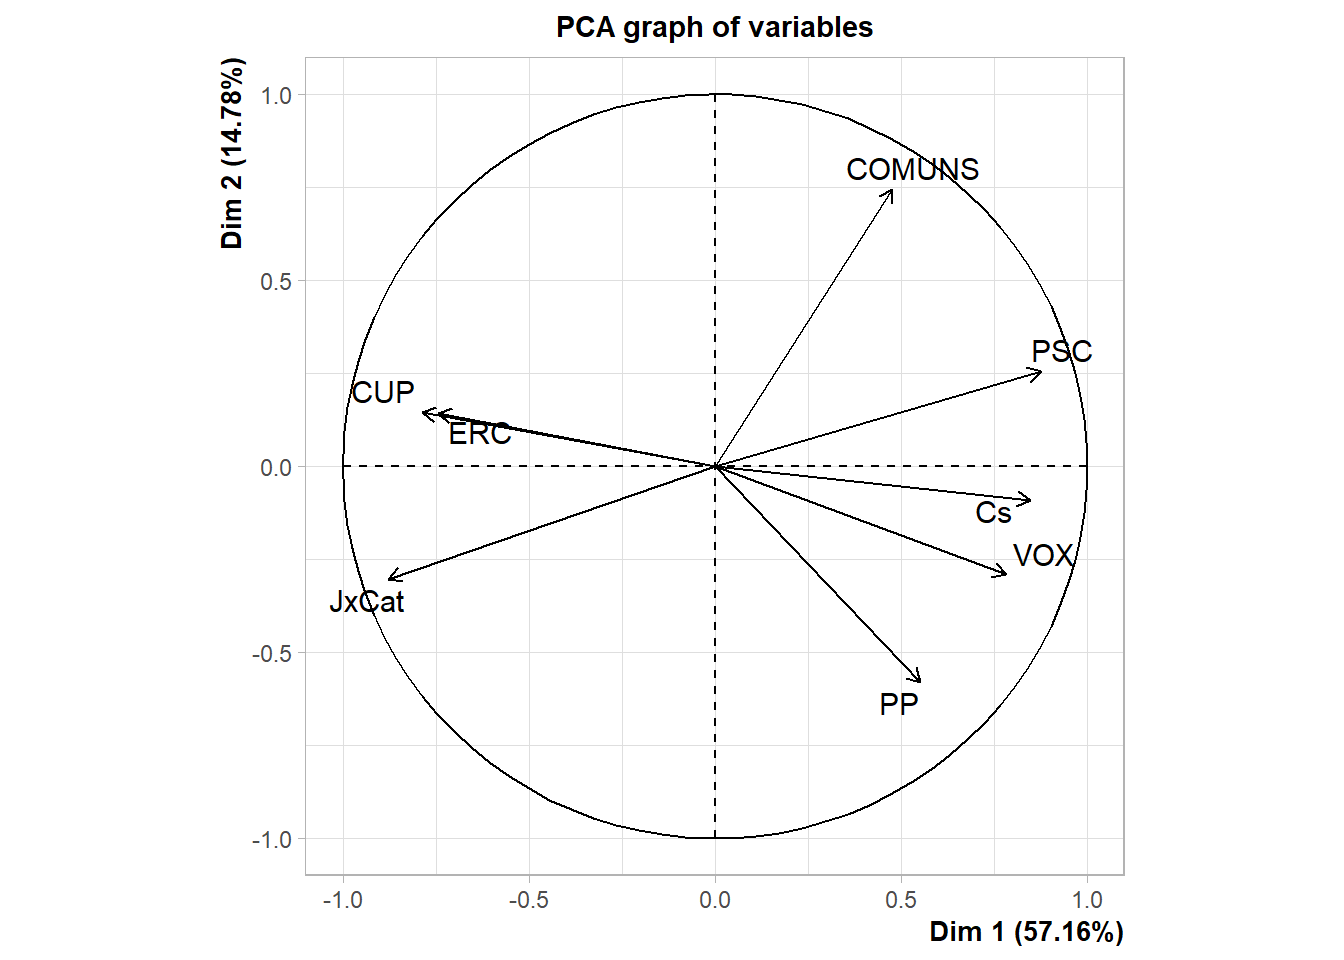 PCA graph of variables
Dim 2 (14.78%)
1.0
0.5
0.0
-0.5
-1.0
COMUNS
PSC
CUP
ERC
Cs
VOX
JxCat
PP
-1.0 -0.5 0.0 0.5 1.0
Dim 1 (57.16%)